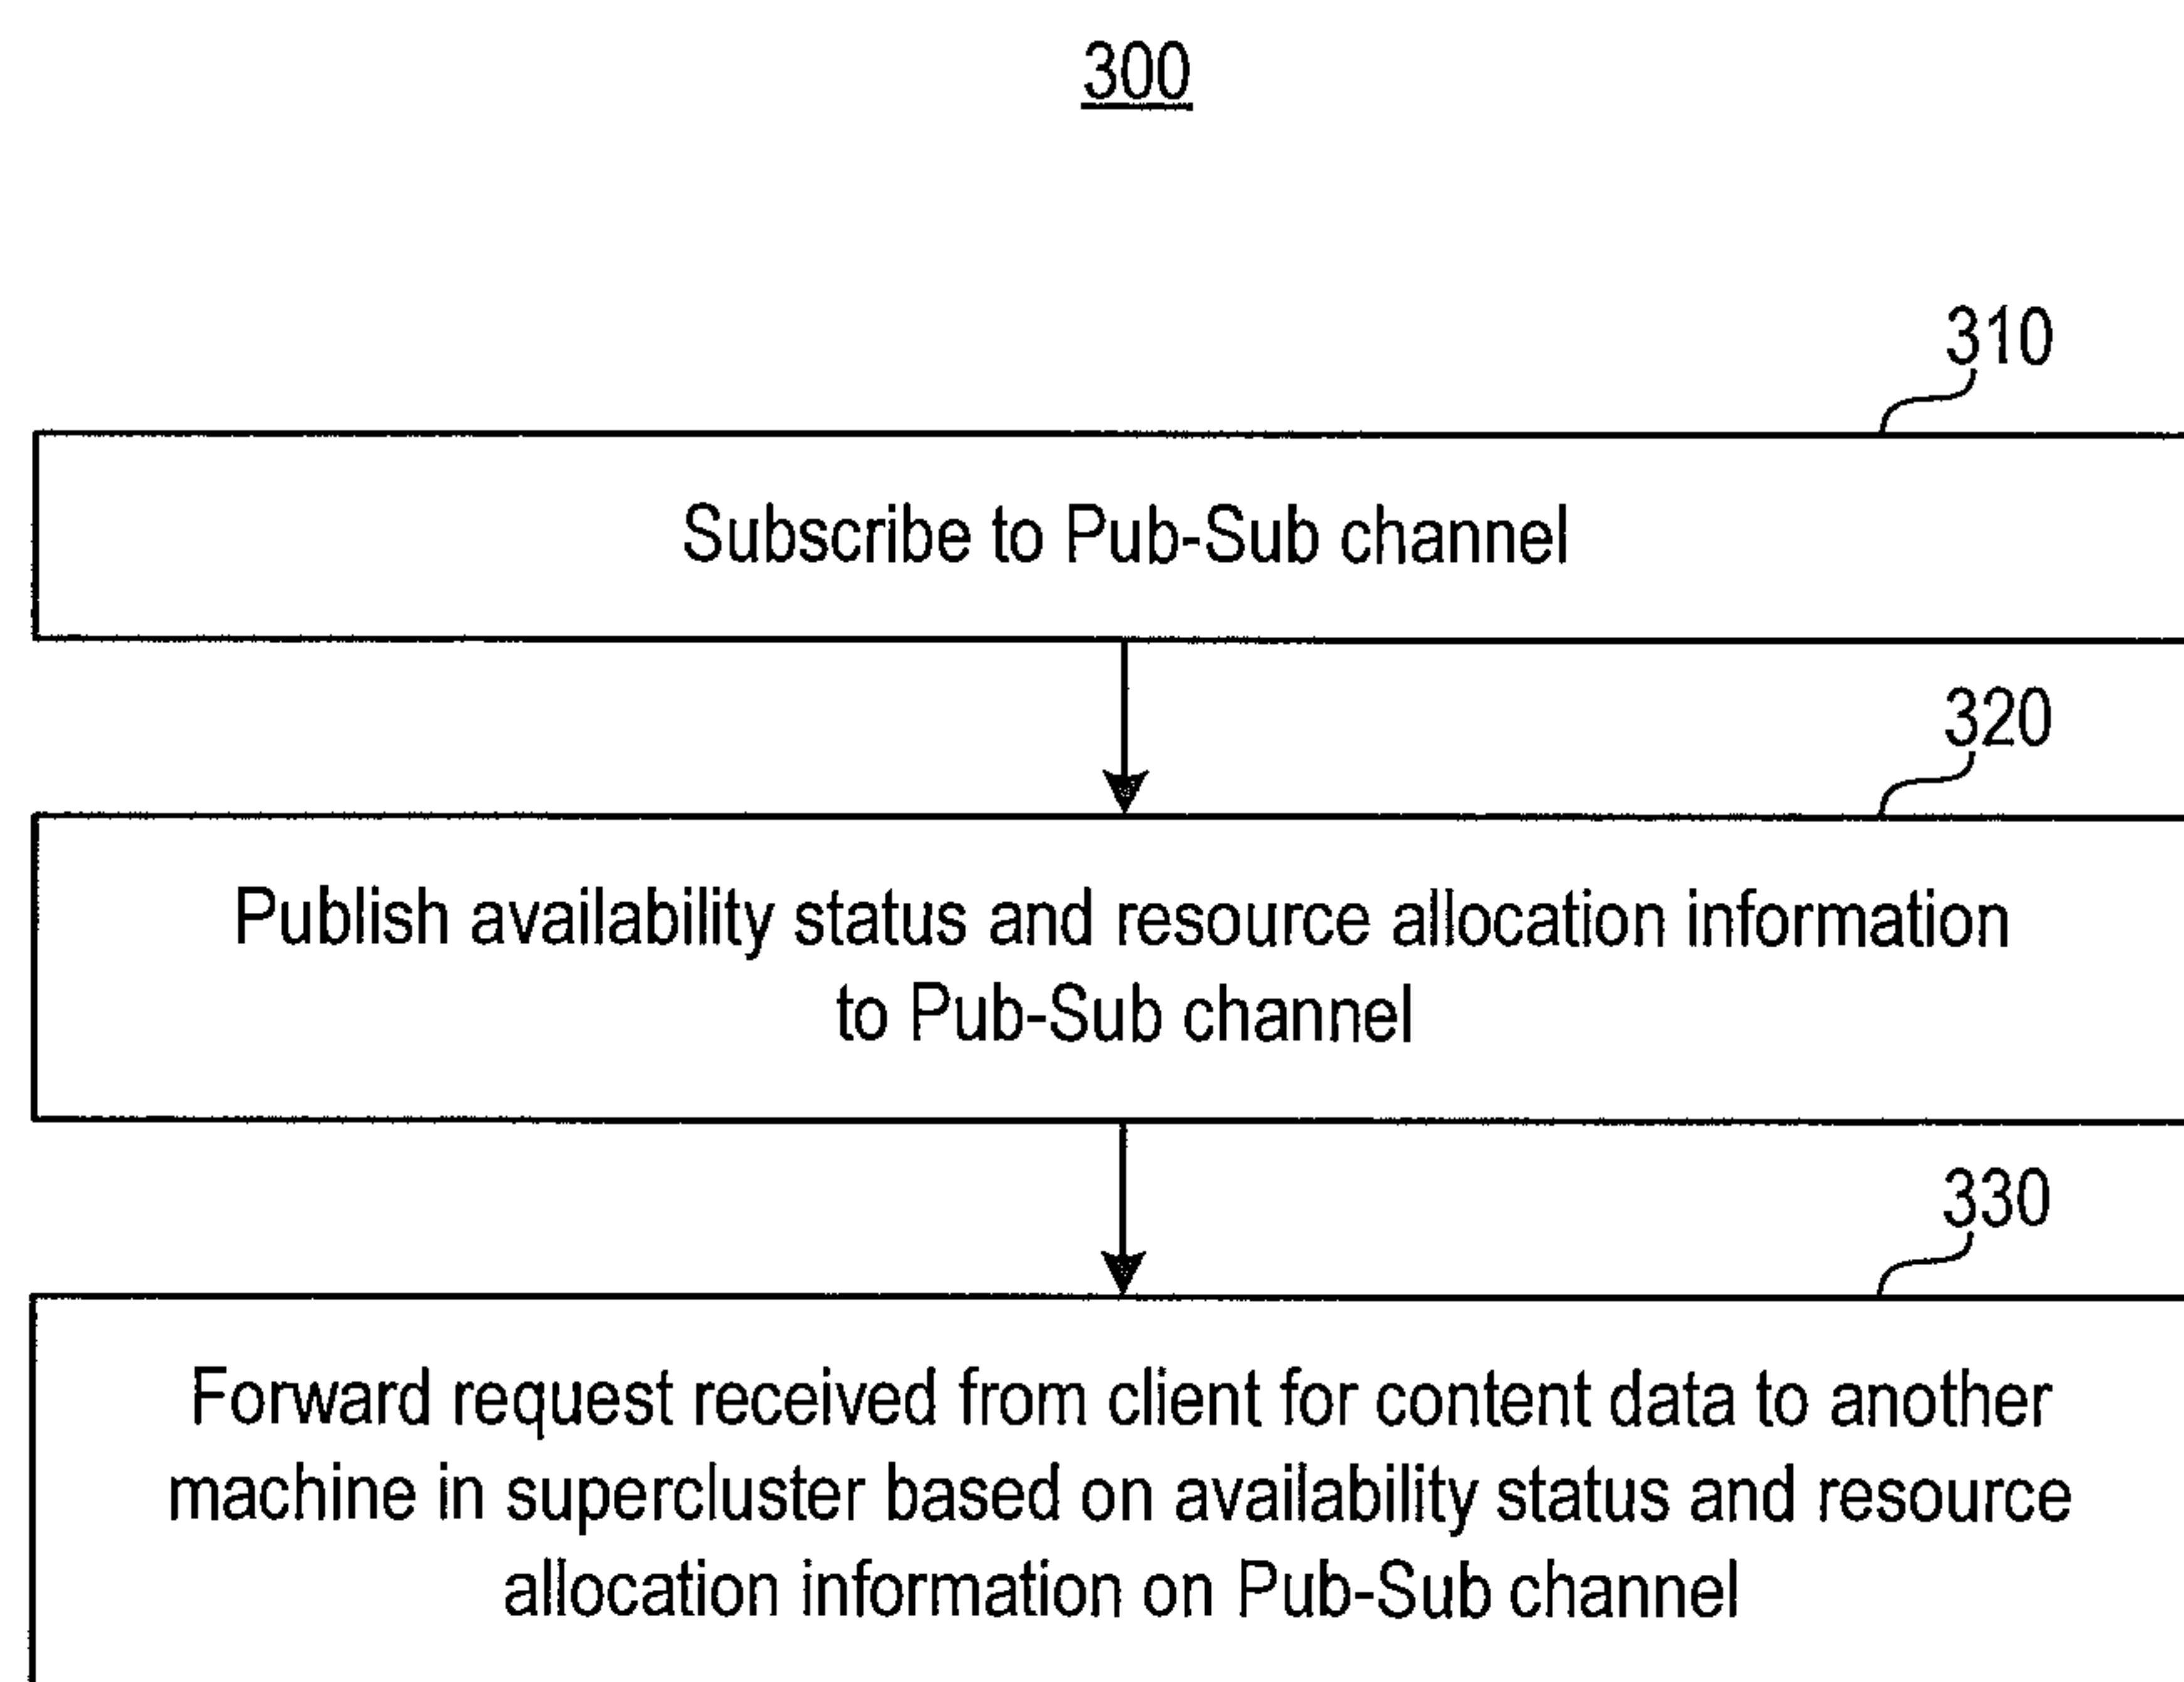 300
310
Subscribe to Pub-Sub channel
320
Publish availability status and resource allocation information
to Pub-Sub channel
330
Forward request received from client for content data to another
machine in supercluster based on availability status and resource
allocation information on Pub-Sub channel